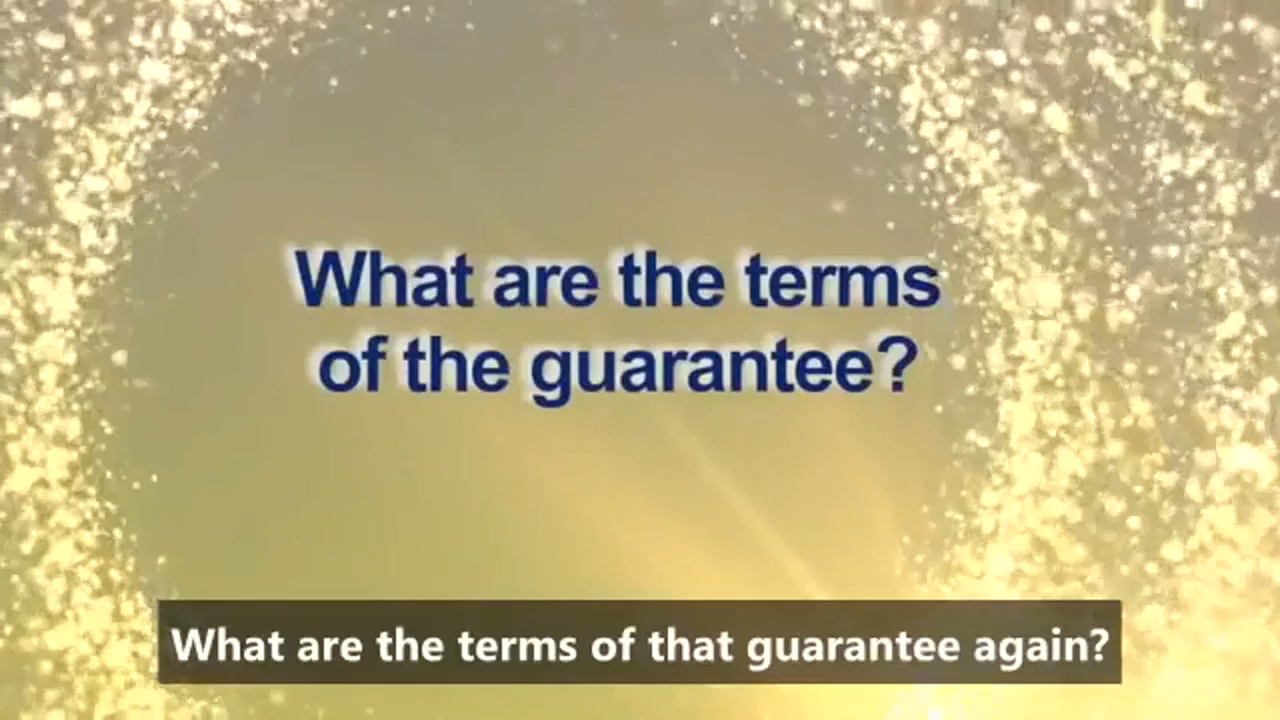 What are the terms
of the guarantee?
What are the terms of that guarantee again?